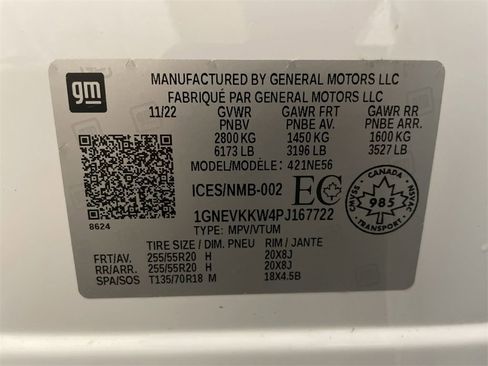 gm
MANUFACTURED BY GENERAL MOTORS LLC
FABRIQUÉ PAR GENERAL MOTORS LLC
11/22 GVWR GAWR FRT GAWR RR
PNBV PNBE AV. PNBE ARR.
2800 KG 1450 KG 1600 KG
6173 LB 3196 LB 3527 LB
MODEL/MODÈLE: 421NE56
ICES/NMB-002 EC
CANADA
CMVSS 985 NSVAC
TRANSPORT
8624
1GNEVKKW4PJ167722
TYPE: MPV/VTUM
TIRE SIZE / DIM. PNEU RIM / JANTE
FRT/AV. 255/55R20 H 20X8J
RR/ARR. 255/55R20 H 20X8J
SPA/SOS T135/70R18 M 18X4.5B